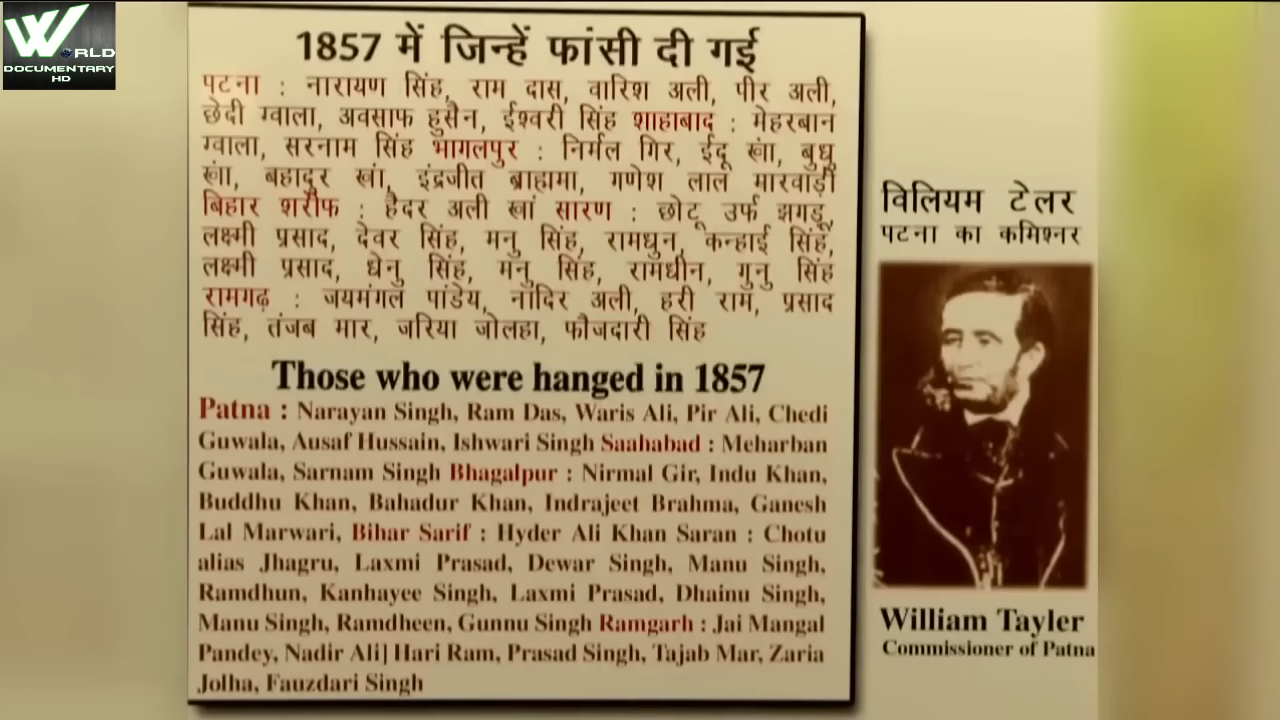 WORLD
DOCUMENTARY
HD
1857 में जिन्हें फांसी दी गई
पटना : नारायण सिंह, राम दास, वारिश अली, पीर अली,
छेदी ग्वाला, अवसाफ हुसैन, ईश्वरी सिंह शाहाबाद : मेहरबान
ग्वाला, सरनाम सिंह भागलपुर : निर्मल गिर, ईदू खां, बुधु
खां, बहादुर खां, इंद्रजीत ब्राहामा, गणेश लाल मारवाड़ी
बिहार शरीफ : हैदर अली खां सारण : छोटू उर्फ झगडू,
लक्ष्मी प्रसाद, देवर सिंह, मनु सिंह, रामधुन, कन्हाई सिंह,
लक्ष्मी प्रसाद, धेनु सिंह, मनु सिंह, रामधीन, गुनु सिंह
रामगढ़ : जयमंगल पांडेय, नादिर अली, हरी राम, प्रसाद
सिंह, तंजब मार, जरिया जोलहा, फौजदारी सिंह
Those who were hanged in 1857
Patna : Narayan Singh, Ram Das, Waris Ali, Pir Ali, Chedi
Guwala, Ausaf Hussain, Ishwari Singh Saahabad : Meharban
Guwala, Sarnam Singh Bhagalpur : Nirmal Gir, Indu Khan,
Buddhu Khan, Bahadur Khan, Indrajeet Brahma, Ganesh
Lal Marwari, Bihar Sarif : Hyder Ali Khan Saran : Chotu
alias Jhagru, Laxmi Prasad, Dewar Singh, Manu Singh,
Ramdhun, Kanhayee Singh, Laxmi Prasad, Dhainu Singh,
Manu Singh, Ramdheen, Gunnu Singh Ramgarh : Jai Mangal
Pandey, Nadir Ali| Hari Ram, Prasad Singh, Tajab Mar, Zaria
Jolha, Fauzdari Singh
विलियम टेलर
पटना का कमिश्नर
William Tayler
Commissioner of Patna